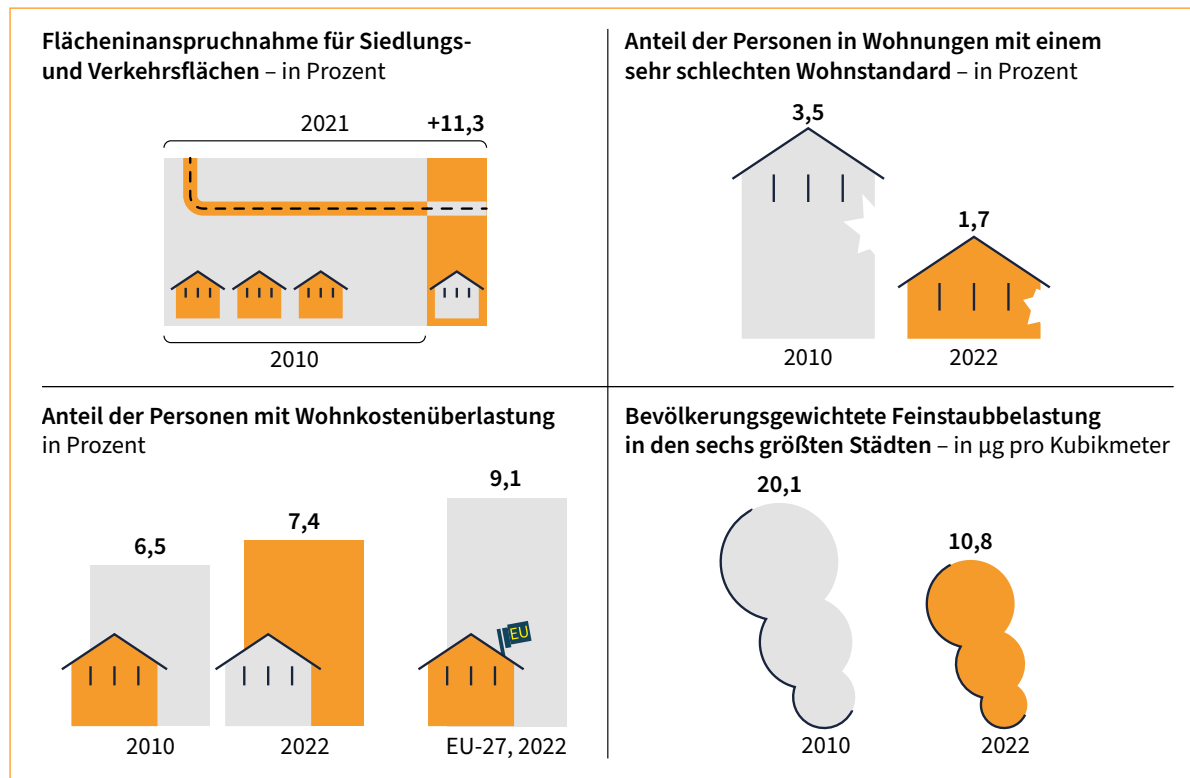 Flächeninanspruchnahme für Siedlungs-
und Verkehrsflächen – in Prozent
2021
+11,3
2010
Anteil der Personen in Wohnungen mit einem
sehr schlechten Wohnstandard – in Prozent
3,5
1,7
2010
2022
Anteil der Personen mit Wohnkostenüberlastung
in Prozent
6,5
7,4
9,1
EU
2010
2022
EU-27, 2022
Bevölkerungsgewichtete Feinstaubbelastung
in den sechs größten Städten – in µg pro Kubikmeter
20,1
10,8
2010
2022